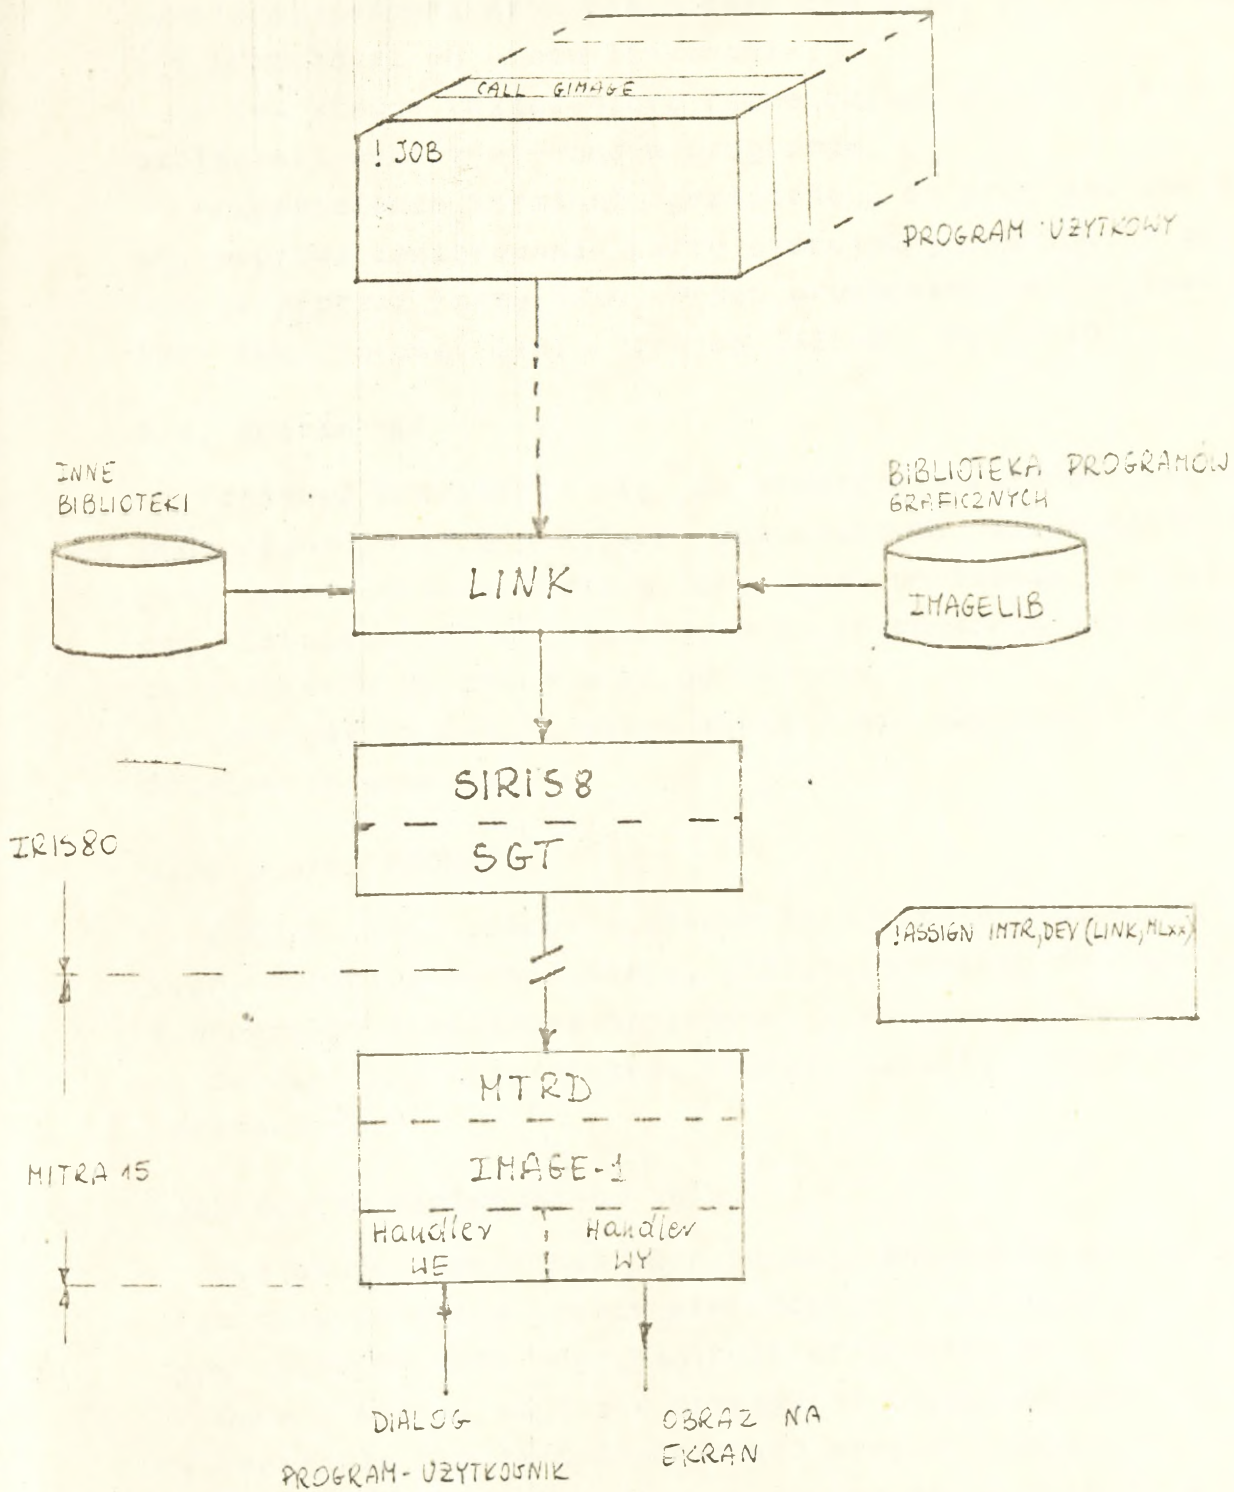 CALL GIMAGE
! JOB
PROGRAM UŻYTKOWY
INNE
BIBLIOTEKI
BIBLIOTEKA PROGRAMÓW
GRAFICZNYCH
LINK
IMAGELIB
SIRIS8
SGT
IRIS80
!ASSIGN IMTR,DEV(LINK,MLxx)
MTRD
IMAGE-1
MITRA 15
Handler
WE
Handler
WY
DIALOG
PROGRAM-UŻYTKOWNIK
OBRAZ NA
EKRAN